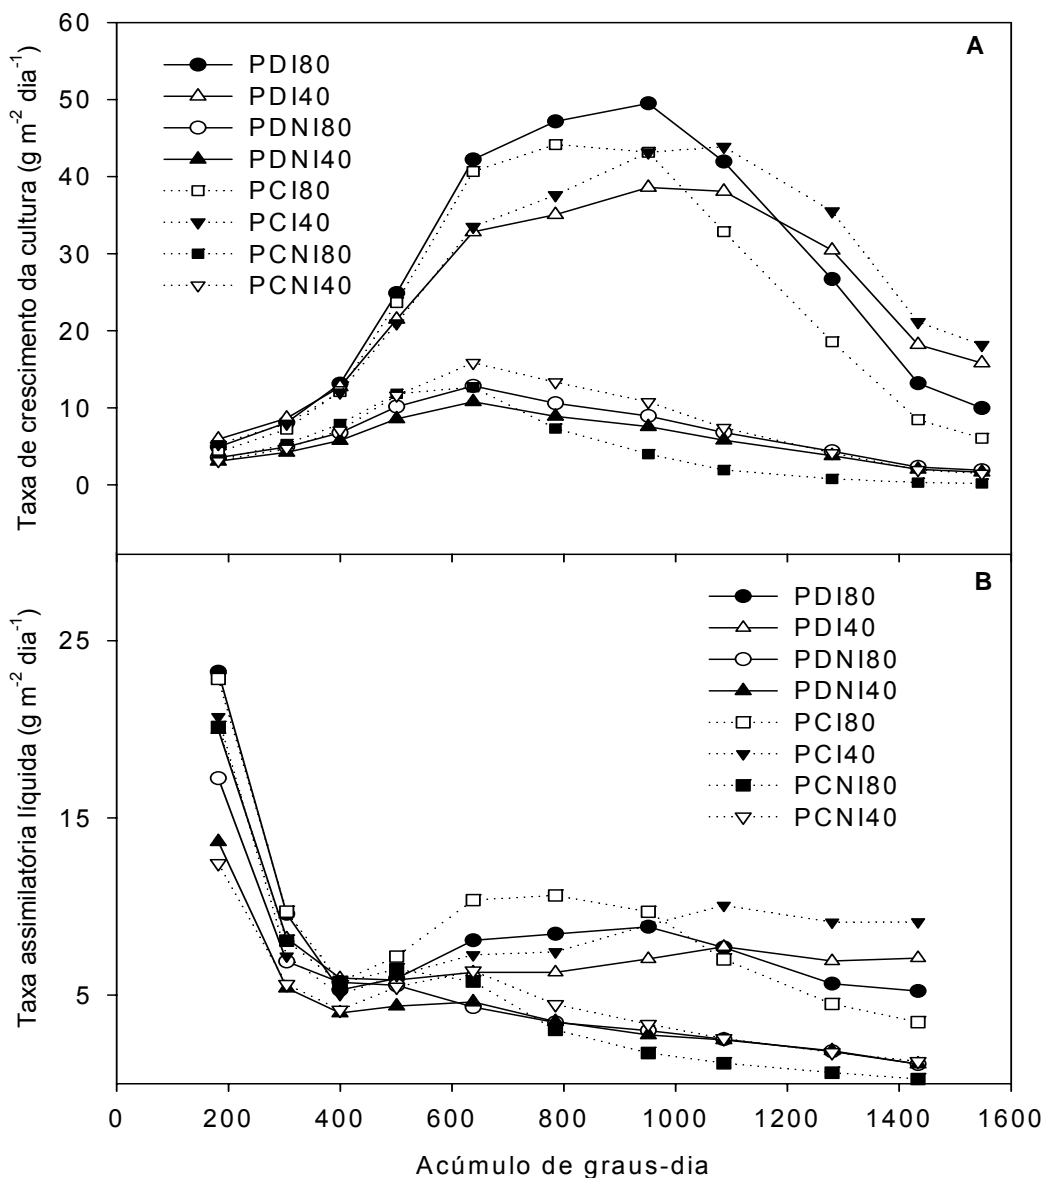 60
50
40
30
20
10
0
Taxa de crescimento da cultura (g m-2 dia-1)
A
PDI80
PDI40
PDNI80
PDNI40
PCI80
PCI40
PCNI80
PCNI40
25
15
5
Taxa assimilatória líquida (g m-2 dia-1)
B
PDI80
PDI40
PDNI80
PDNI40
PCI80
PCI40
PCNI80
PCNI40
0 200 400 600 800 1000 1200 1400 1600
Acúmulo de graus-dia